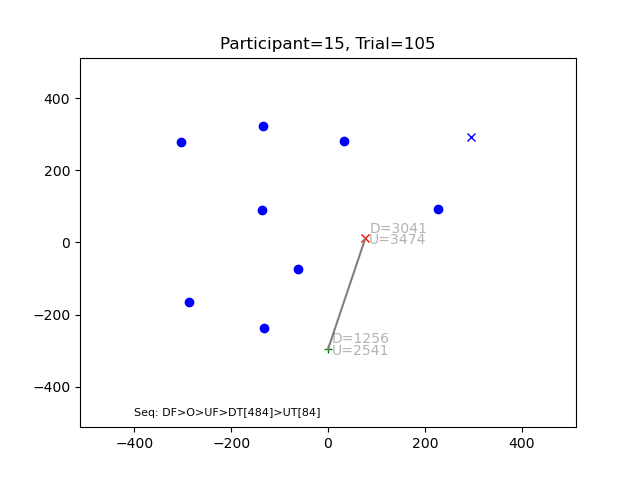 Participant=15, Trial=105
400
200
0
−200
−400
D=3041
U=3474
D=1256
U=2541
Seq: DF>O>UF>DT[484]>UT[84]
−400 −200 0 200 400